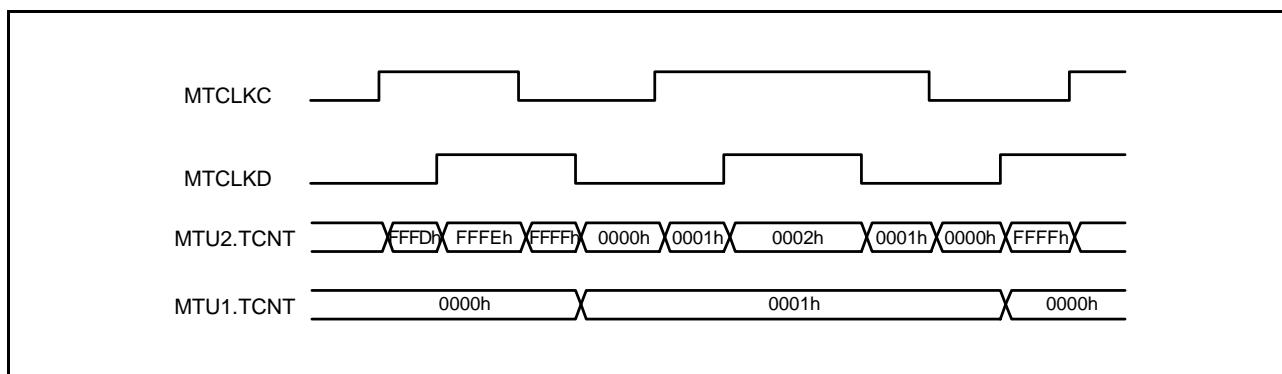 MTCLKC
MTCLKD
MTU2.TCNT FFFDh FFFEh FFFFh 0000h 0001h 0002h 0001h 0000h FFFFh
MTU1.TCNT 0000h 0001h 0000h